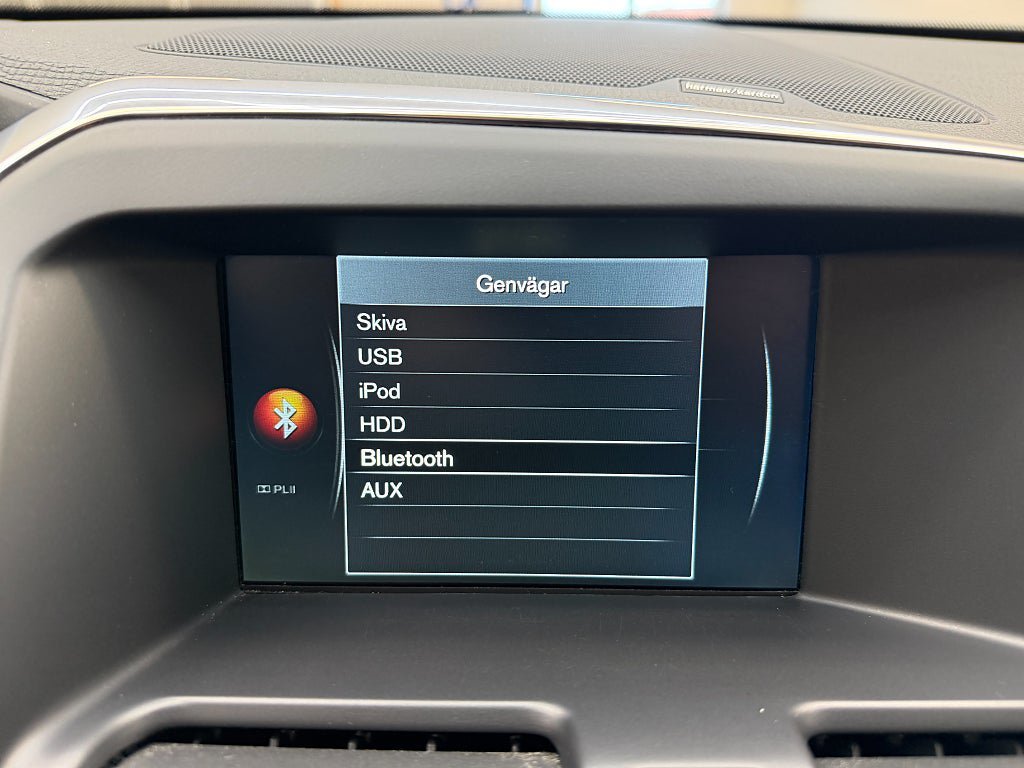 harman/kardon
Genvägar
Skiva
USB
iPod
HDD
Bluetooth
AUX
PLII